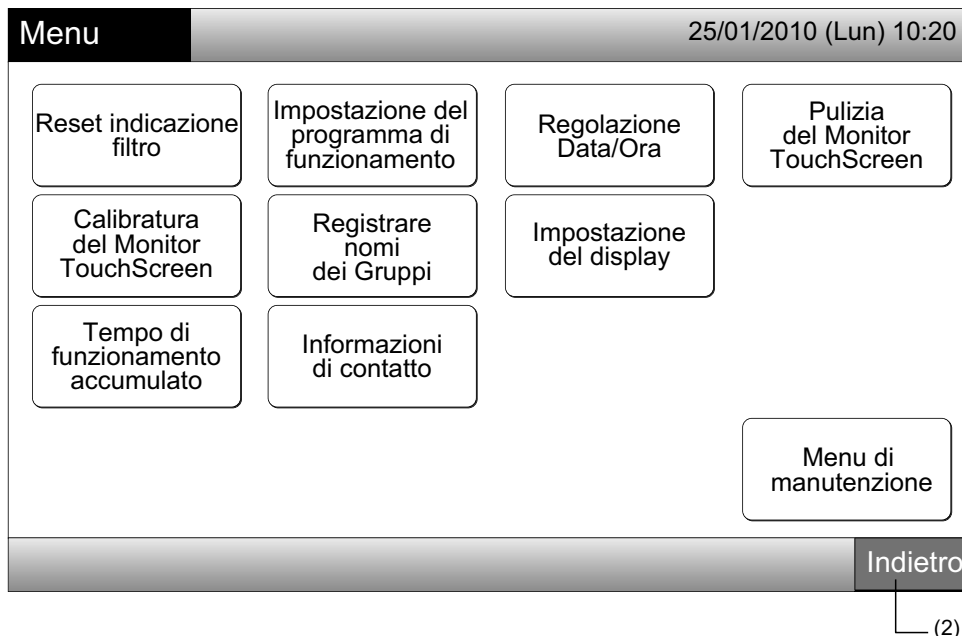 Menu
25/01/2010 (Lun) 10:20
Reset indicazione
filtro
Impostazione del
programma di
funzionamento
Regolazione
Data/Ora
Pulizia
del Monitor
TouchScreen
Calibratura
del Monitor
TouchScreen
Registrare
nomi
dei Gruppi
Impostazione
del display
Tempo di
funzionamento
accumulato
Informazioni
di contatto
Menu di
manutenzione
Indietro
(2)